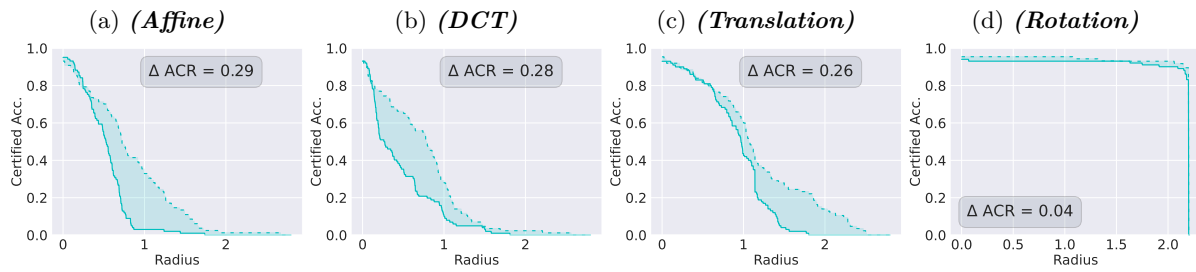 (a) (Affine)
1.0
0.8
0.6
0.4
0.2
0.0
Certified Acc.
Δ ACR = 0.29
0
1
2
Radius
(b) (DCT)
1.0
0.8
0.6
0.4
0.2
0.0
Certified Acc.
Δ ACR = 0.28
0
1
2
Radius
(c) (Translation)
1.0
0.8
0.6
0.4
0.2
0.0
Certified Acc.
Δ ACR = 0.26
0
1
2
Radius
(d) (Rotation)
1.0
0.8
0.6
0.4
0.2
0.0
Certified Acc.
Δ ACR = 0.04
0.0
0.5
1.0
1.5
2.0
Radius